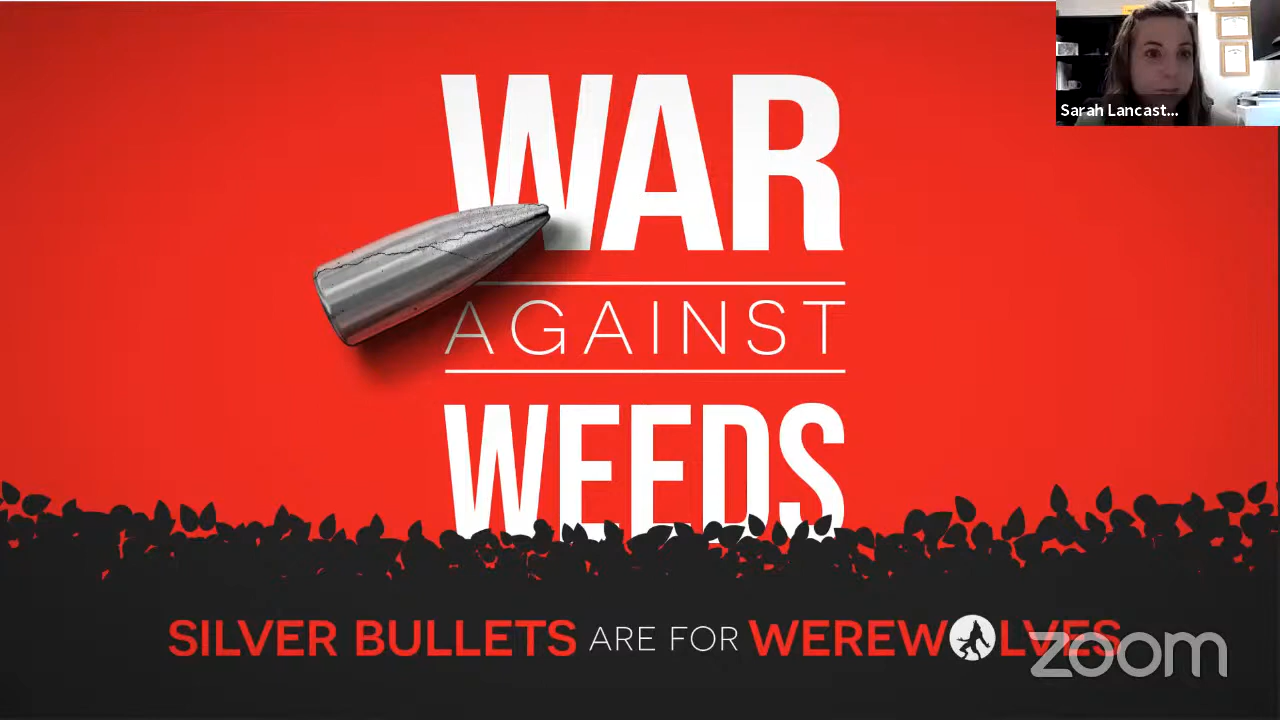 Sarah Lancast...
WAR
AGAINST
WEEDS
SILVER BULLETS ARE FOR WEREWOLVES
zoom